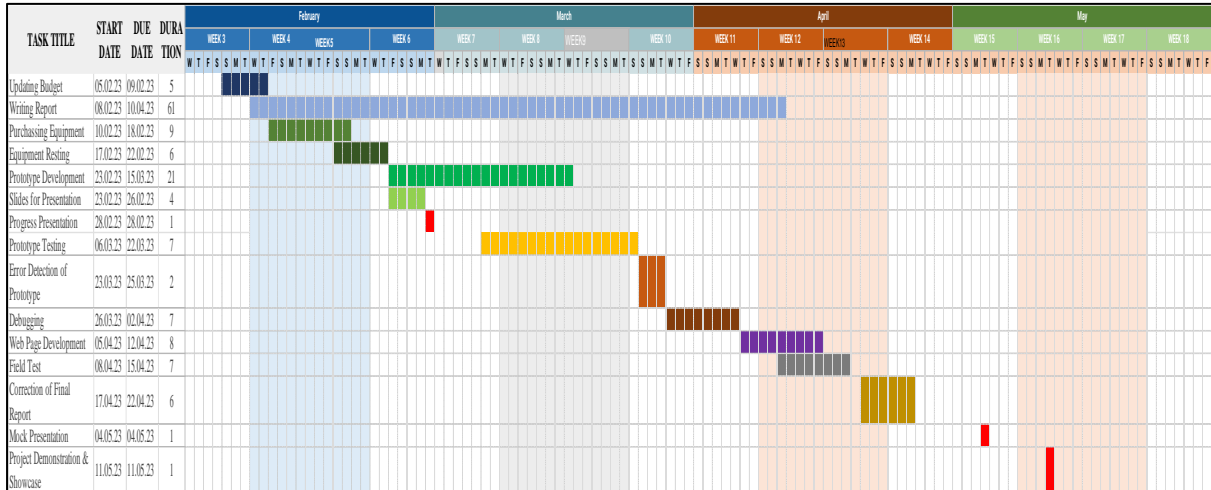 TASK TITLE
START DATE
DUE DATE
DURA TION
February
March
April
May
WEEK 3
WEEK 4
WEEK5
WEEK 6
WEEK 7
WEEK 8
WEEK9
WEEK 10
WEEK 11
WEEK 12
WEEK13
WEEK 14
WEEK 15
WEEK 16
WEEK 17
WEEK 18
Updating Budget 05.02.23 09.02.23 5
Writing Report 08.02.23 10.04.23 61
Purchassing Equipment 10.02.23 18.02.23 9
Equipment Resting 17.02.23 22.02.23 6
Prototype Development 23.02.23 15.03.23 21
Slides for Presentation 23.02.23 26.02.23 4
Progress Presentation 28.02.23 28.02.23 1
Prototype Testing 06.03.23 22.03.23 7
Error Detection of
Prototype 23.03.23 25.03.23 2
Debugging 26.03.23 02.04.23 7
Web Page Development 05.04.23 12.04.23 8
Field Test 08.04.23 15.04.23 7
Correction of Final
Report 17.04.23 22.04.23 6
Mock Presentation 04.05.23 04.05.23 1
Project Demonstration &
Showcase 11.05.23 11.05.23 1